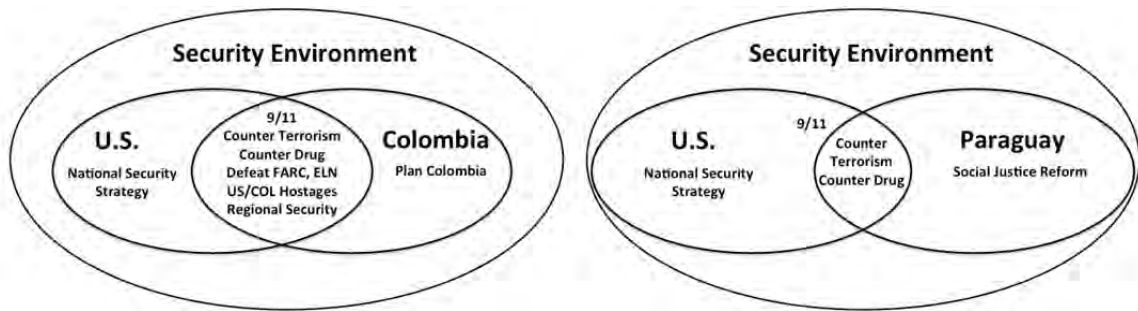 Security Environment
U.S.
National Security
Strategy
9/11
Counter Terrorism
Counter Drug
Defeat FARC, ELN
US/COL Hostages
Regional Security
Colombia
Plan Colombia
Security Environment
U.S.
National Security
Strategy
9/11
Counter
Terrorism
Counter Drug
Paraguay
Social Justice Reform